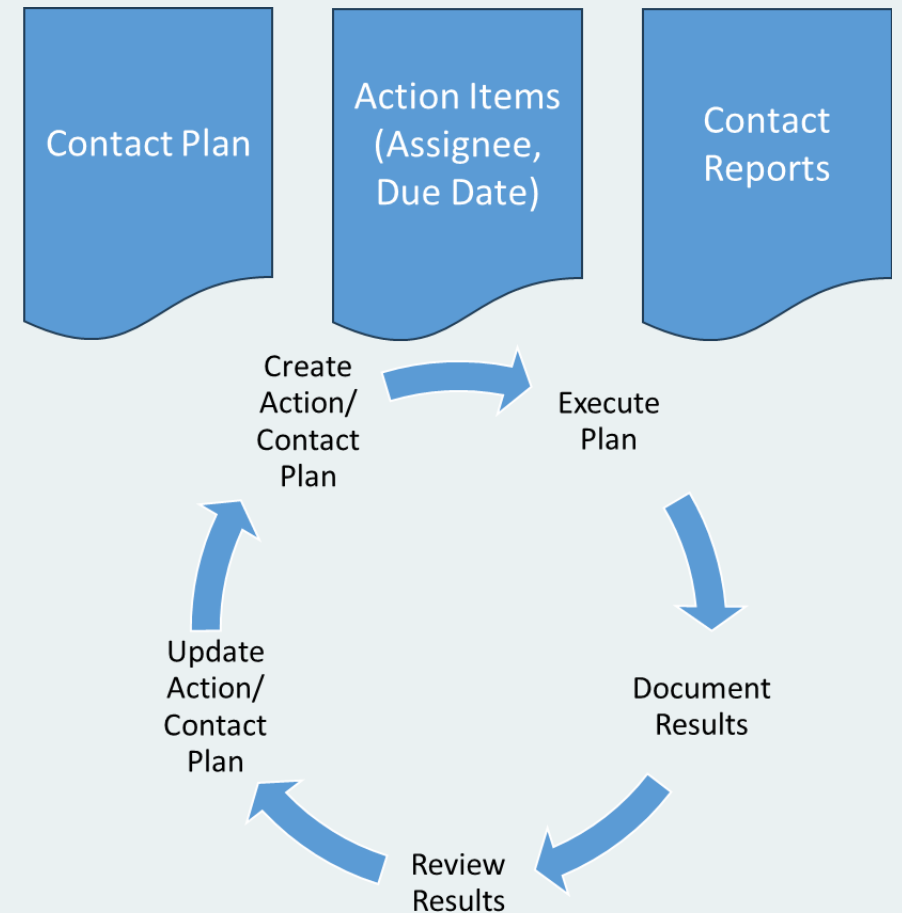 Contact Plan
Action Items
(Assignee,
Due Date)
Contact
Reports
Create
Action/
Contact
Plan
Execute
Plan
Document
Results
Review
Results
Update
Action/
Contact
Plan